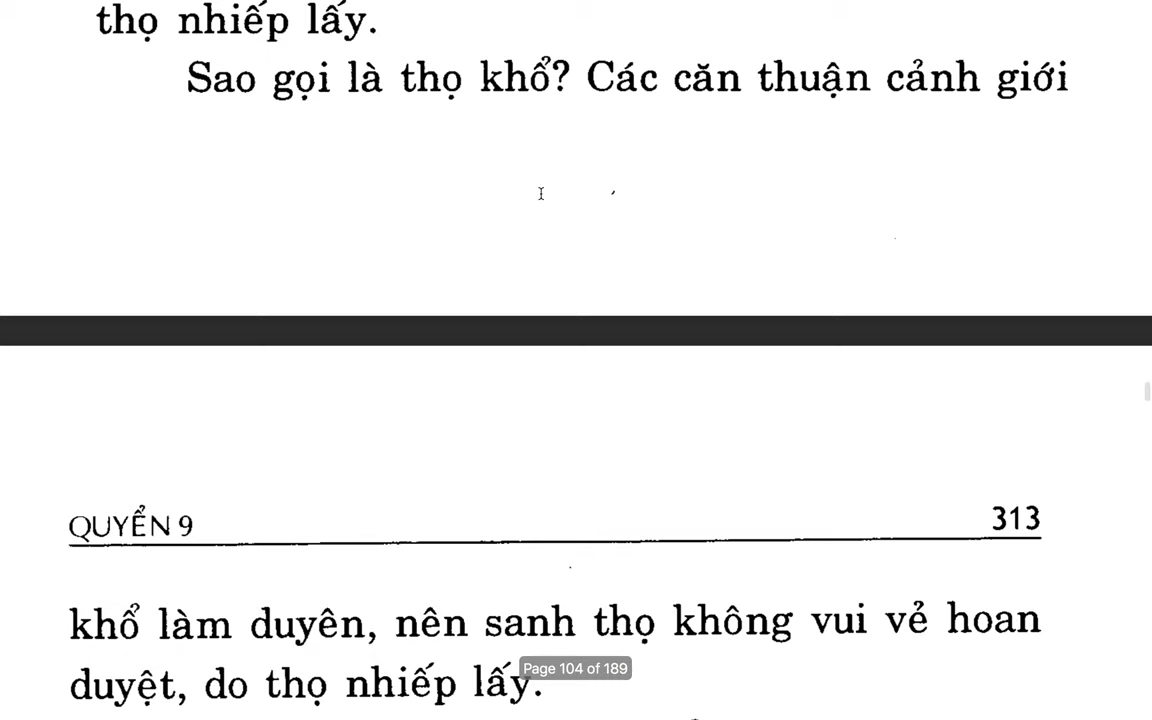 thọ nhiếp lấy.
Sao gọi là thọ khổ? Các căn thuận cảnh giới
QUYỂN 9 313
khổ làm duyên, nên sanh thọ không vui vẻ hoan
duyệt, do thọ nhiếp lấy.
Page 104 of 189